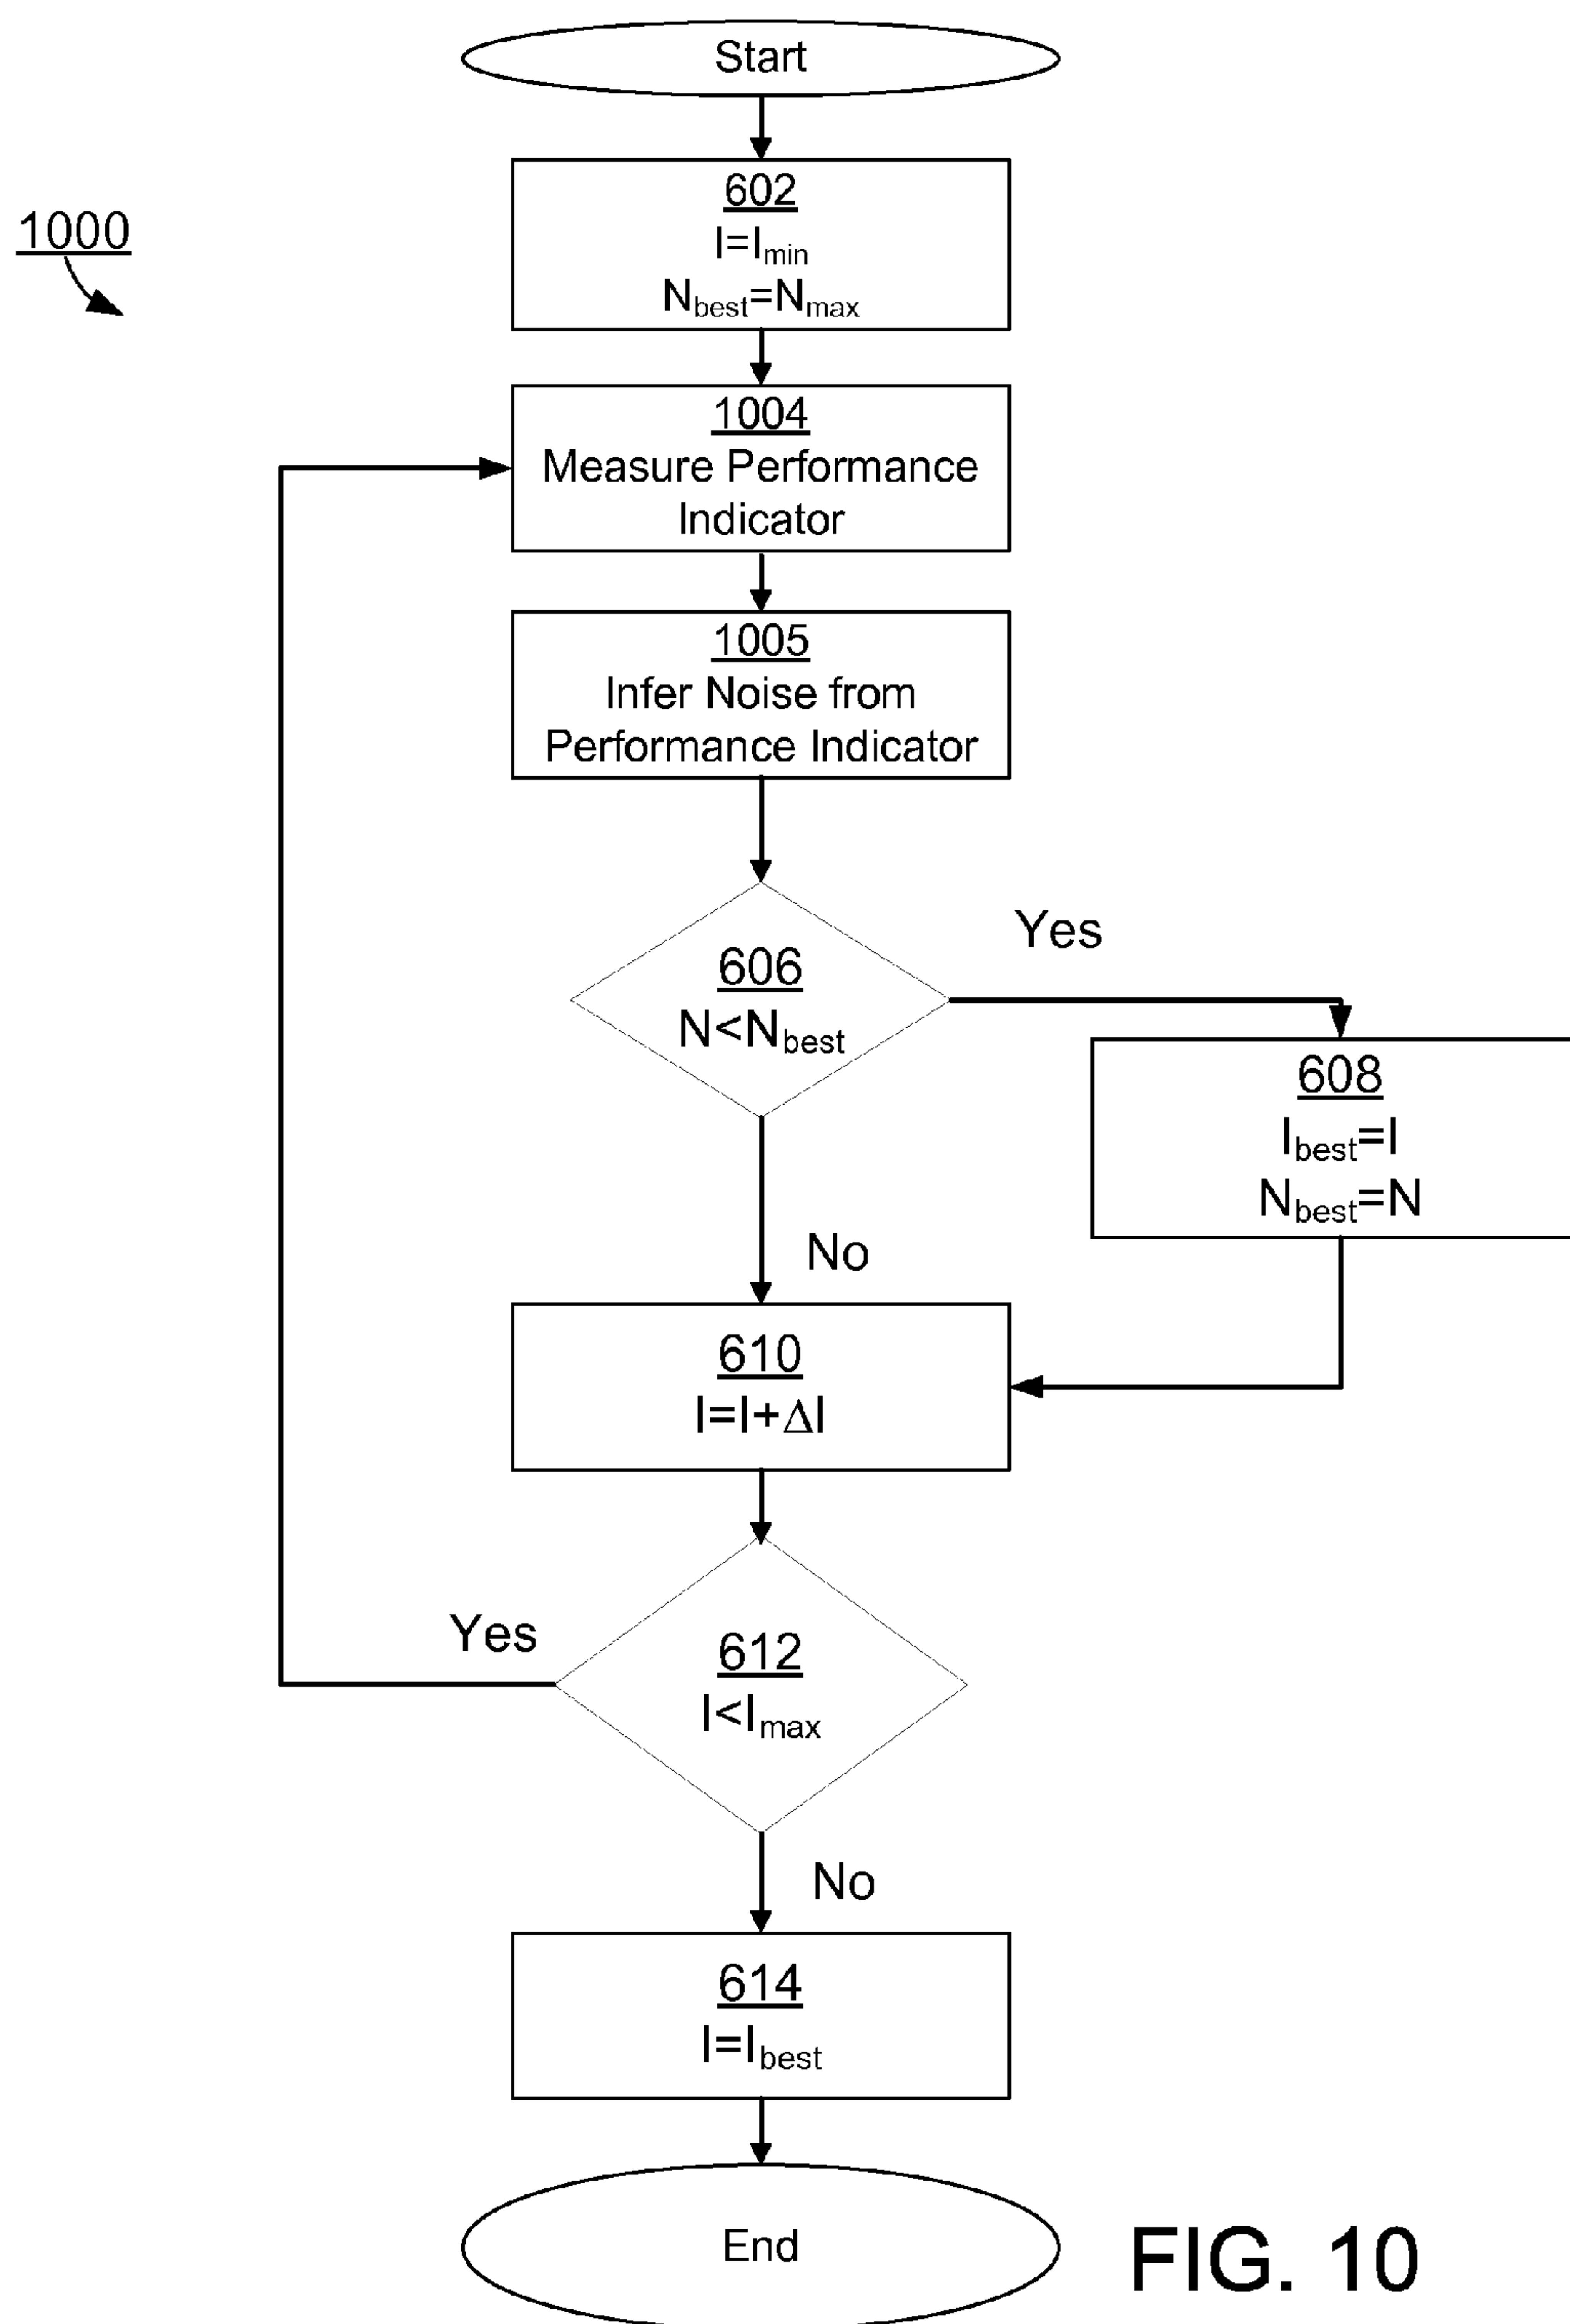 Start
1000
602
I=Imin
Nbest=Nmax
1004
Measure Performance
Indicator
1005
Infer Noise from
Performance Indicator
606
N<Nbest
Yes
608
Ibest=I
Nbest=N
No
610
I=I+ΔI
Yes
612
I<Imax
No
614
I=Ibest
End
FIG. 10